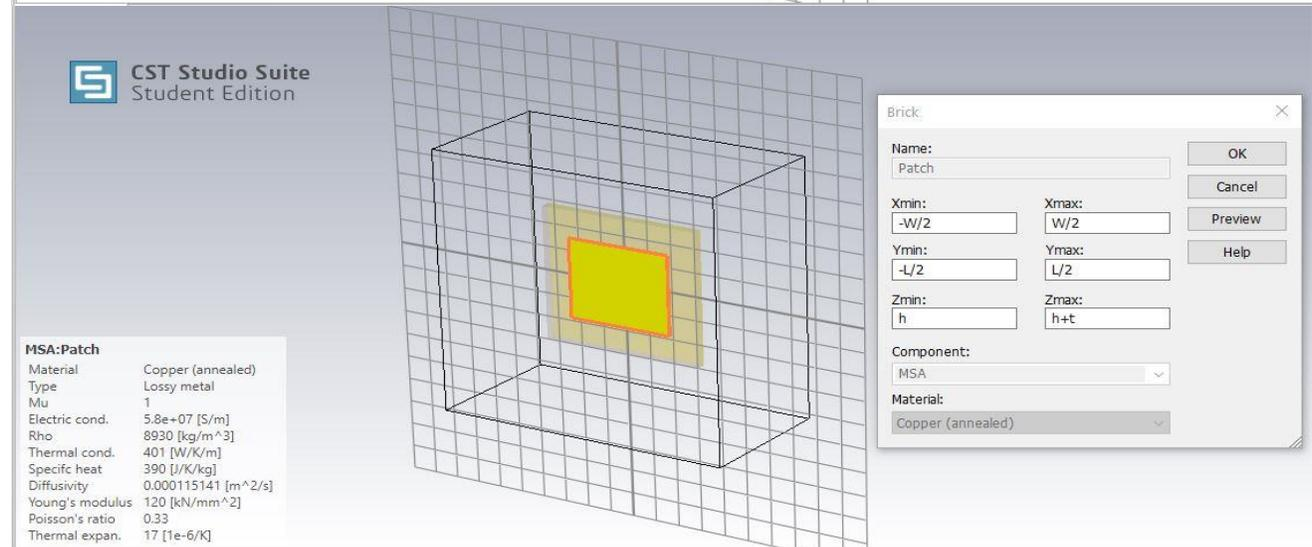 CST Studio Suite
Student Edition
Brick
Name:
Patch
OK
Cancel
Preview
Help
Xmin:
Xmax:
-W/2
W/2
Ymin:
Ymax:
-L/2
L/2
Zmin:
Zmax:
h
h+t
Component:
MSA
Material:
Copper (annealed)
MSA:Patch
Material Copper (annealed)
Type Lossy metal
Mu 1
Electric cond. 5.8e+07 [S/m]
Rho 8930 [kg/m^3]
Thermal cond. 401 [W/K/m]
Specifc heat 390 [J/K/kg]
Diffusivity 0.000115141 [m^2/s]
Young's modulus 120 [kN/mm^2]
Poisson's ratio 0.33
Thermal expan. 17 [1e-6/K]